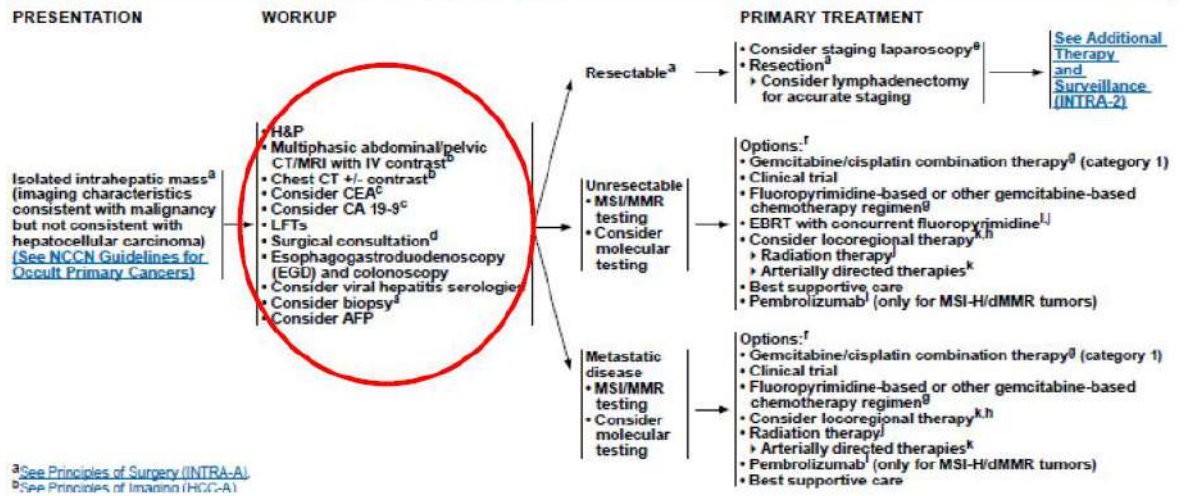 PRESENTATION
WORKUP
PRIMARY TREATMENT
Isolated intrahepatic mass^a
(imaging characteristics
consistent with malignancy
but not consistent with
hepatocellular carcinoma)
(See NCCN Guidelines for
Occult Primary Cancers)
• H&P
• Multiphasic abdominal/pelvic
CT/MRI with IV contrast^b
• Chest CT +/- contrast^b
• Consider CEA^c
• Consider CA 19-9^c
• LFTs
• Surgical consultation^d
• Esophagogastroduodenoscopy
(EGD) and colonoscopy
• Consider viral hepatitis serologies
• Consider biopsy^a
• Consider AFP
Resectable^a
• Consider staging laparoscopy^e
• Resection^a
▸ Consider lymphadenectomy
for accurate staging
See Additional
Therapy
and
Surveillance
(INTRA-2)
Unresectable
• MSI/MMR
testing
• Consider
molecular
testing
Options:^f
• Gemcitabine/cisplatin combination therapy^g (category 1)
• Clinical trial
• Fluoropyrimidine-based or other gemcitabine-based
chemotherapy regimen^g
• EBRT with concurrent fluoropyrimidine^i,j
• Consider locoregional therapy^k,h
▸ Radiation therapy^j
▸ Arterially directed therapies^k
• Best supportive care
• Pembrolizumab^l (only for MSI-H/dMMR tumors)
Metastatic
disease
• MSI/MMR
testing
• Consider
molecular
testing
Options:^f
• Gemcitabine/cisplatin combination therapy^g (category 1)
• Clinical trial
• Fluoropyrimidine-based or other gemcitabine-based
chemotherapy regimen^g
• Consider locoregional therapy^k,h
• Radiation therapy^j
▸ Arterially directed therapies^k
• Pembrolizumab^l (only for MSI-H/dMMR tumors)
• Best supportive care
^a See Principles of Surgery (INTRA-A).
^b See Principles of Imaging (HCC-A)